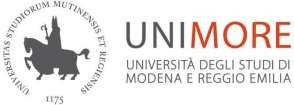 UNIVERSITAS STUDIORUM MUTINENSIS ET REGIENSIS
1175
UNIMORE
UNIVERSITÀ DEGLI STUDI DI
MODENA E REGGIO EMILIA